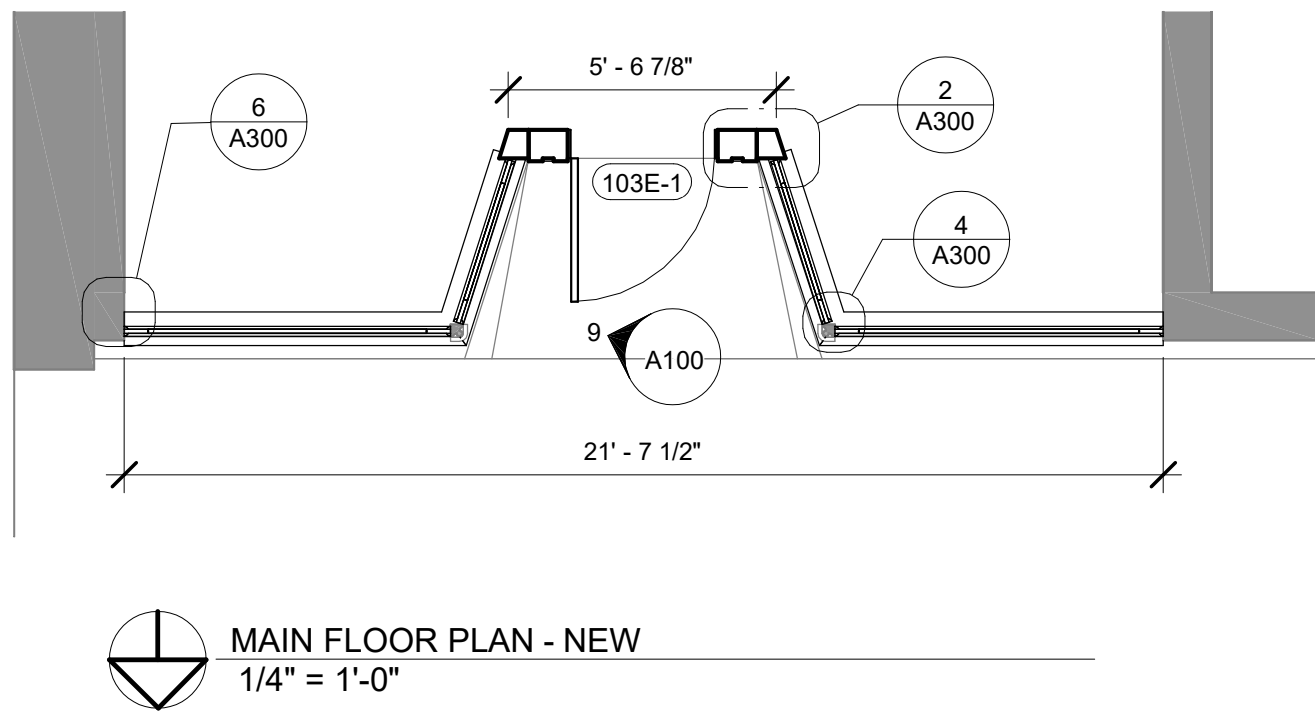 5' - 6 7/8"
6
A300
2
A300
103E-1
4
A300
9
A100
21' - 7 1/2"
MAIN FLOOR PLAN - NEW
1/4" = 1'-0"